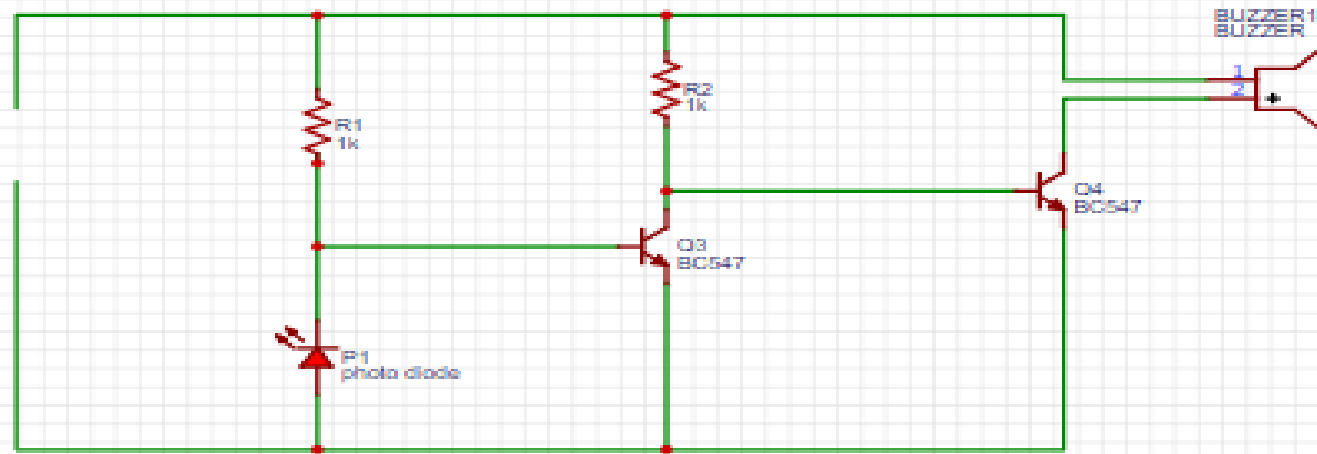 BUZZER1
BUZZER
1
2
R2
1k
R1
1k
Q4
BC547
Q3
BC547
P1
photo diode